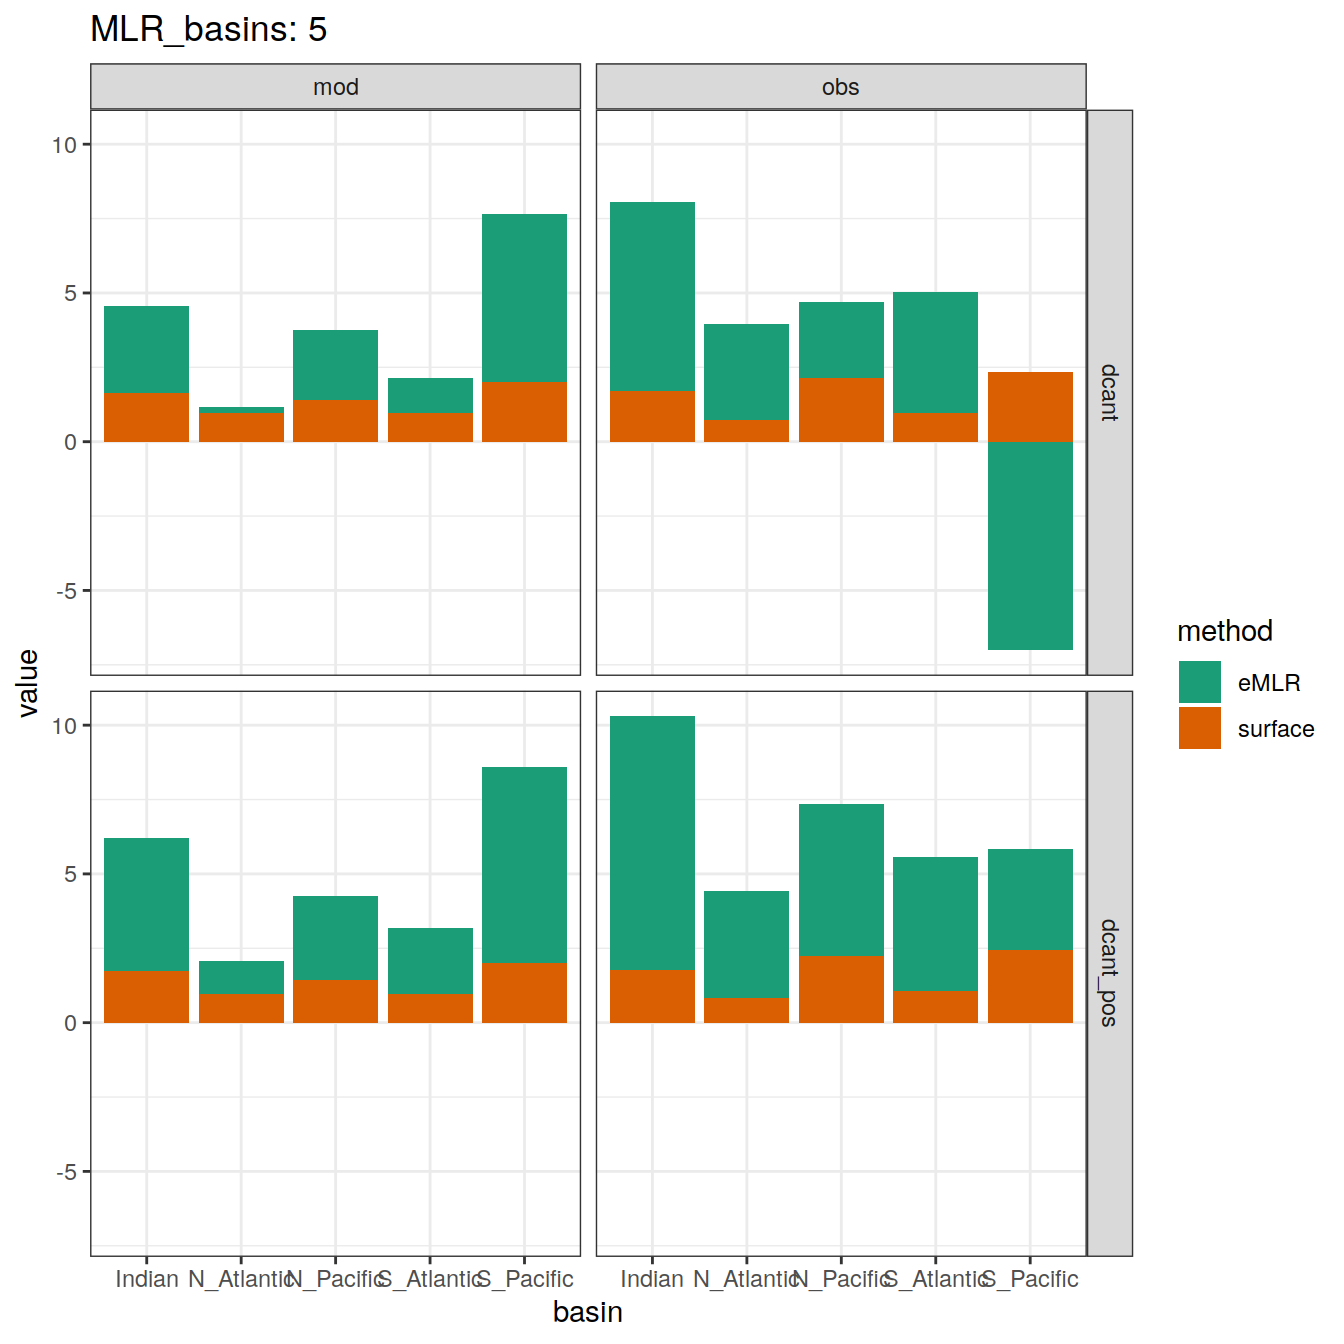 MLR_basins: 5
mod
obs
10
5
0
-5
dcant
10
5
0
-5
dcant_pos
value
Indian N_Atlantic N_Pacific S_Atlantic S_Pacific
Indian N_Atlantic N_Pacific S_Atlantic S_Pacific
basin
method
eMLR
surface